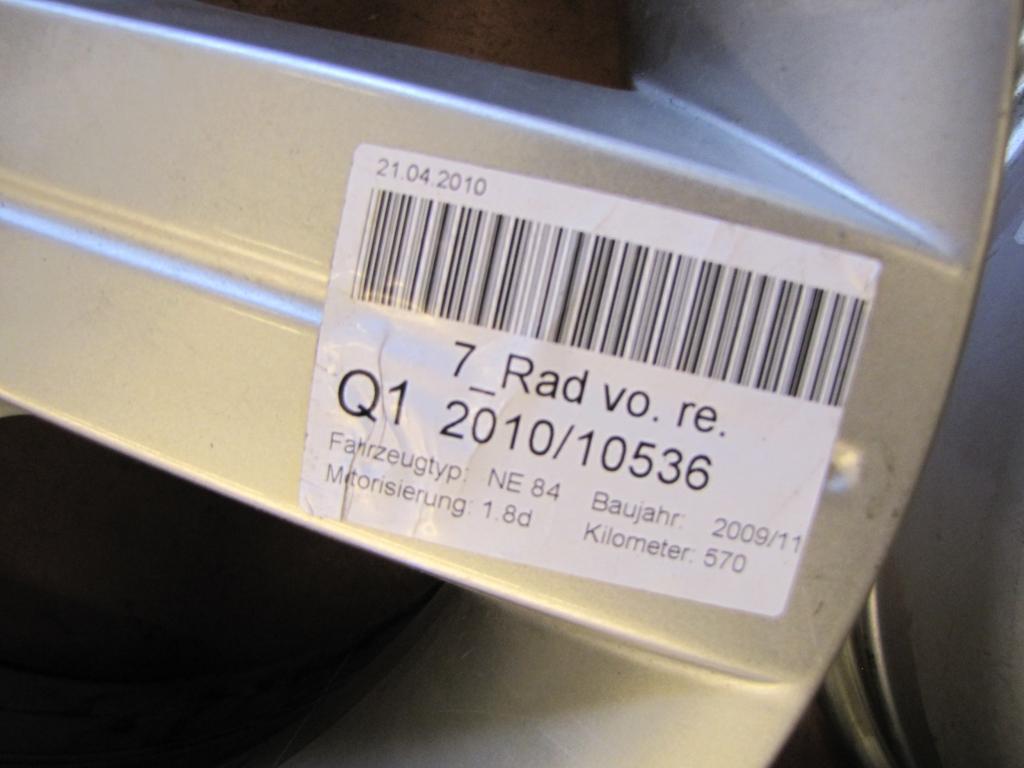 21.04.2010
7_Rad vo. re.
Q1 2010/10536
Fahrzeugtyp: NE 84 Baujahr: 2009/11
Motorisierung: 1.8d Kilometer: 570